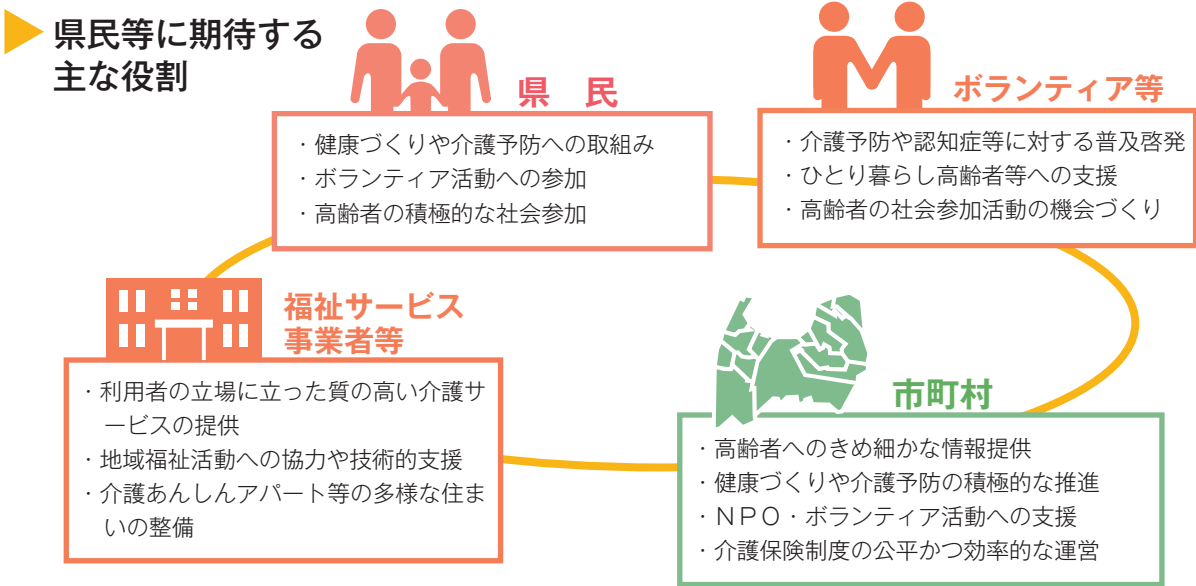 県民等に期待する
主な役割
県　民
・健康づくりや介護予防への取組み
・ボランティア活動への参加
・高齢者の積極的な社会参加
ボランティア等
・介護予防や認知症等に対する普及啓発
・ひとり暮らし高齢者等への支援
・高齢者の社会参加活動の機会づくり
福祉サービス
事業者等
・利用者の立場に立った質の高い介護サ
ービスの提供
・地域福祉活動への協力や技術的支援
・介護あんしんアパート等の多様な住ま
いの整備
市町村
・高齢者へのきめ細かな情報提供
・健康づくりや介護予防の積極的な推進
・ＮＰＯ・ボランティア活動への支援
・介護保険制度の公平かつ効率的な運営